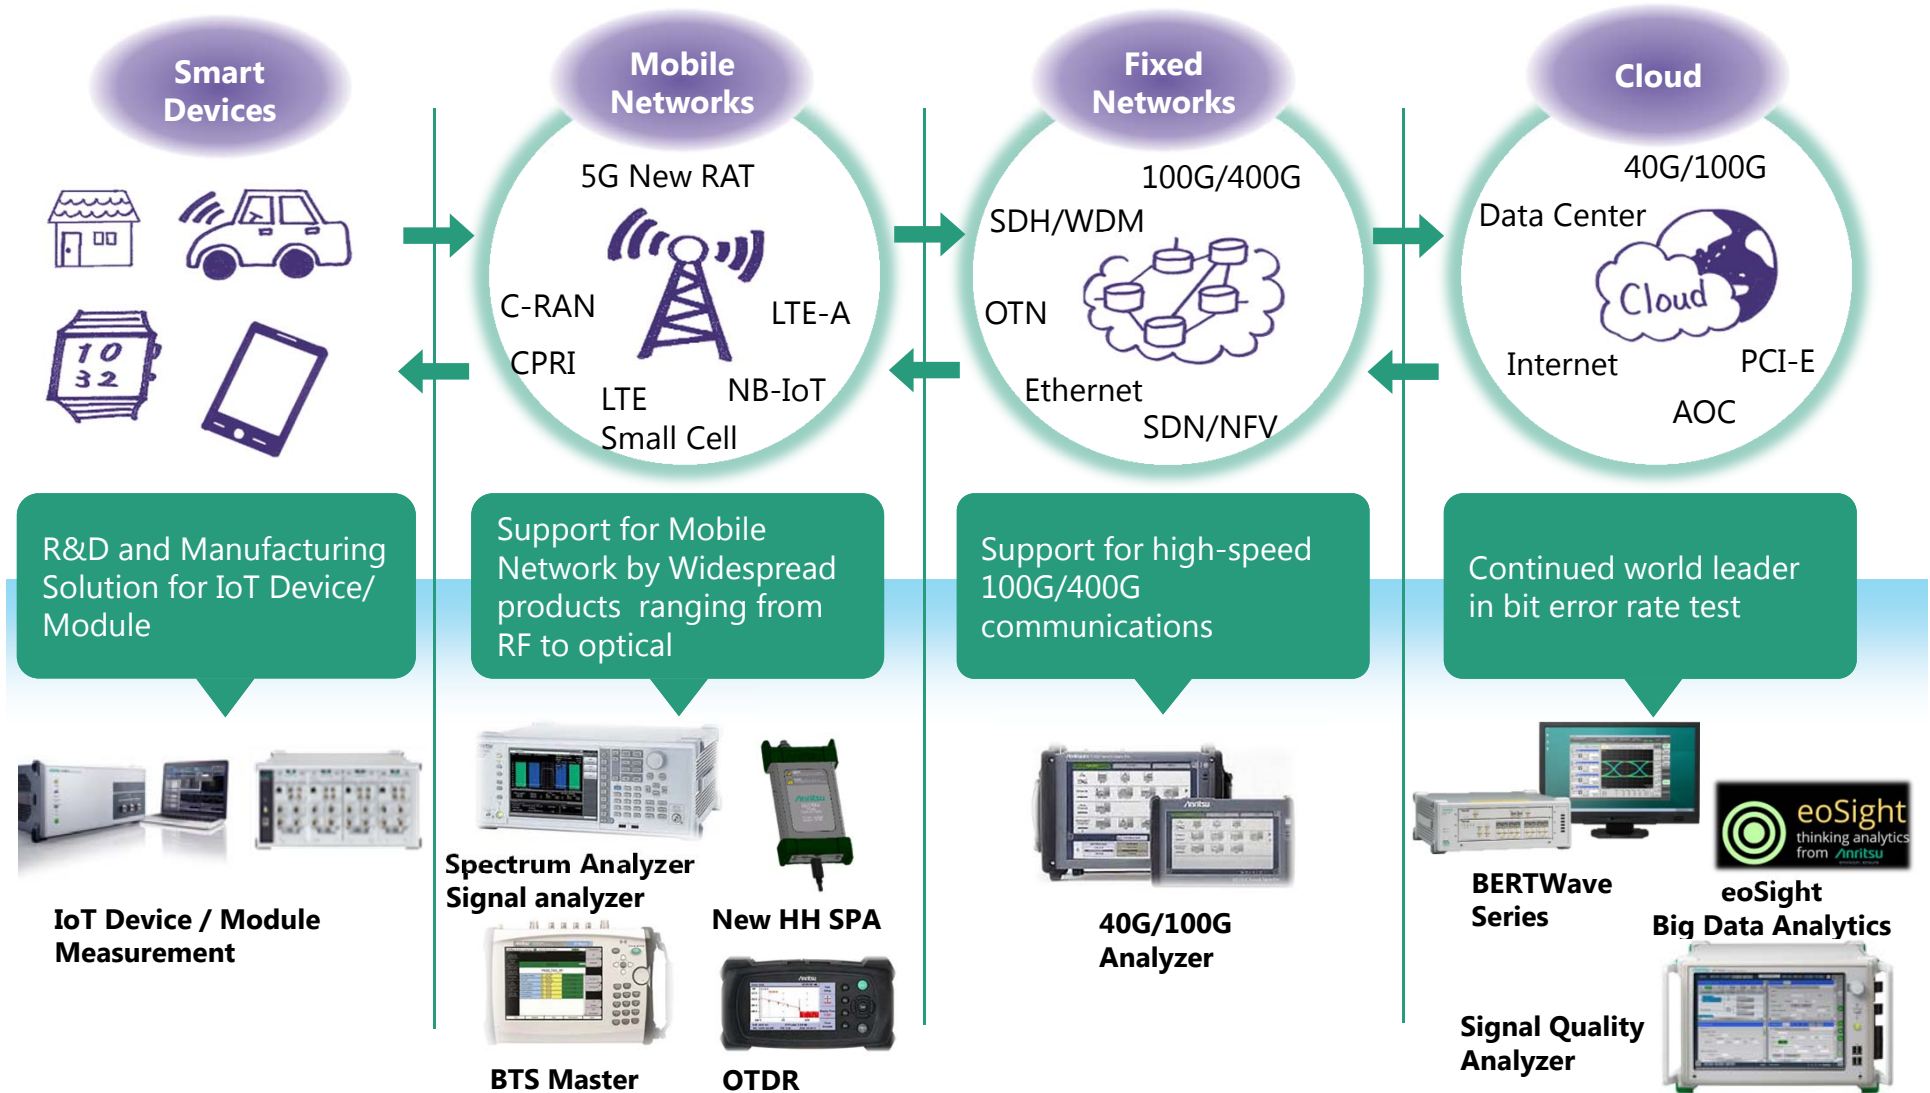 Smart
Devices
Mobile
Networks
Fixed
Networks
Cloud
5G New RAT
C-RAN
LTE-A
CPRI
NB-IoT
LTE
Small Cell
100G/400G
SDH/WDM
OTN
Ethernet
SDN/NFV
40G/100G
Data Center
Cloud
Internet
PCI-E
AOC
10
32
R&D and Manufacturing
Solution for IoT Device/
Module
Support for Mobile
Network by Widespread
products ranging from
RF to optical
Support for high-speed
100G/400G
communications
Continued world leader
in bit error rate test
IoT Device / Module
Measurement
Spectrum Analyzer
Signal analyzer
Anritsu
New HH SPA
BTS Master
Anritsu
OTDR
Anritsu
Anritsu
40G/100G
Analyzer
BERTWave
Series
eoSight
thinking analytics
from Anritsu
eoSight
Big Data Analytics
Signal Quality
Analyzer